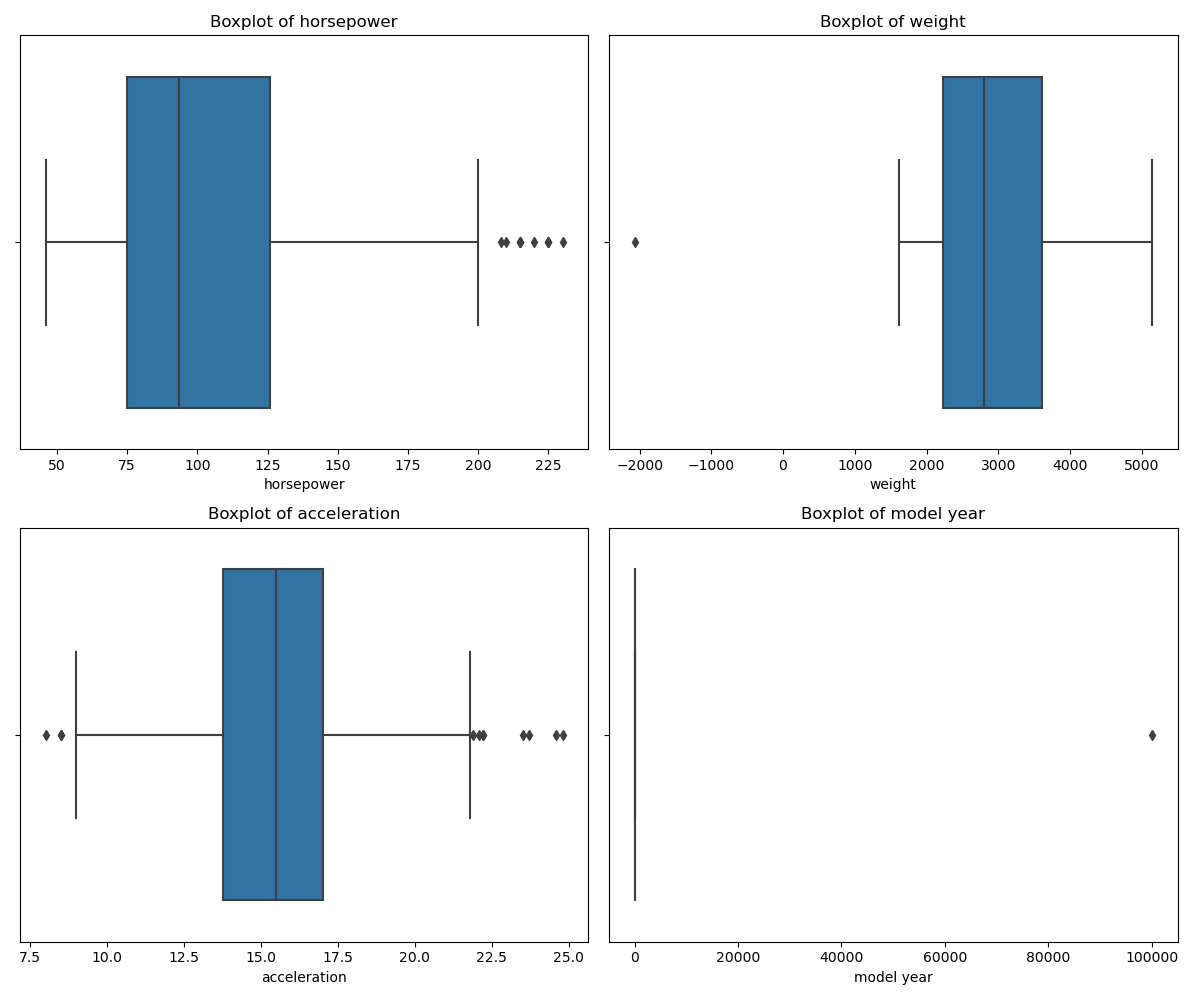 Boxplot of horsepower
50 75 100 125 150 175 200 225
horsepower
Boxplot of weight
−2000 −1000 0 1000 2000 3000 4000 5000
weight
Boxplot of acceleration
7.5 10.0 12.5 15.0 17.5 20.0 22.5 25.0
acceleration
Boxplot of model year
0 20000 40000 60000 80000 100000
model year